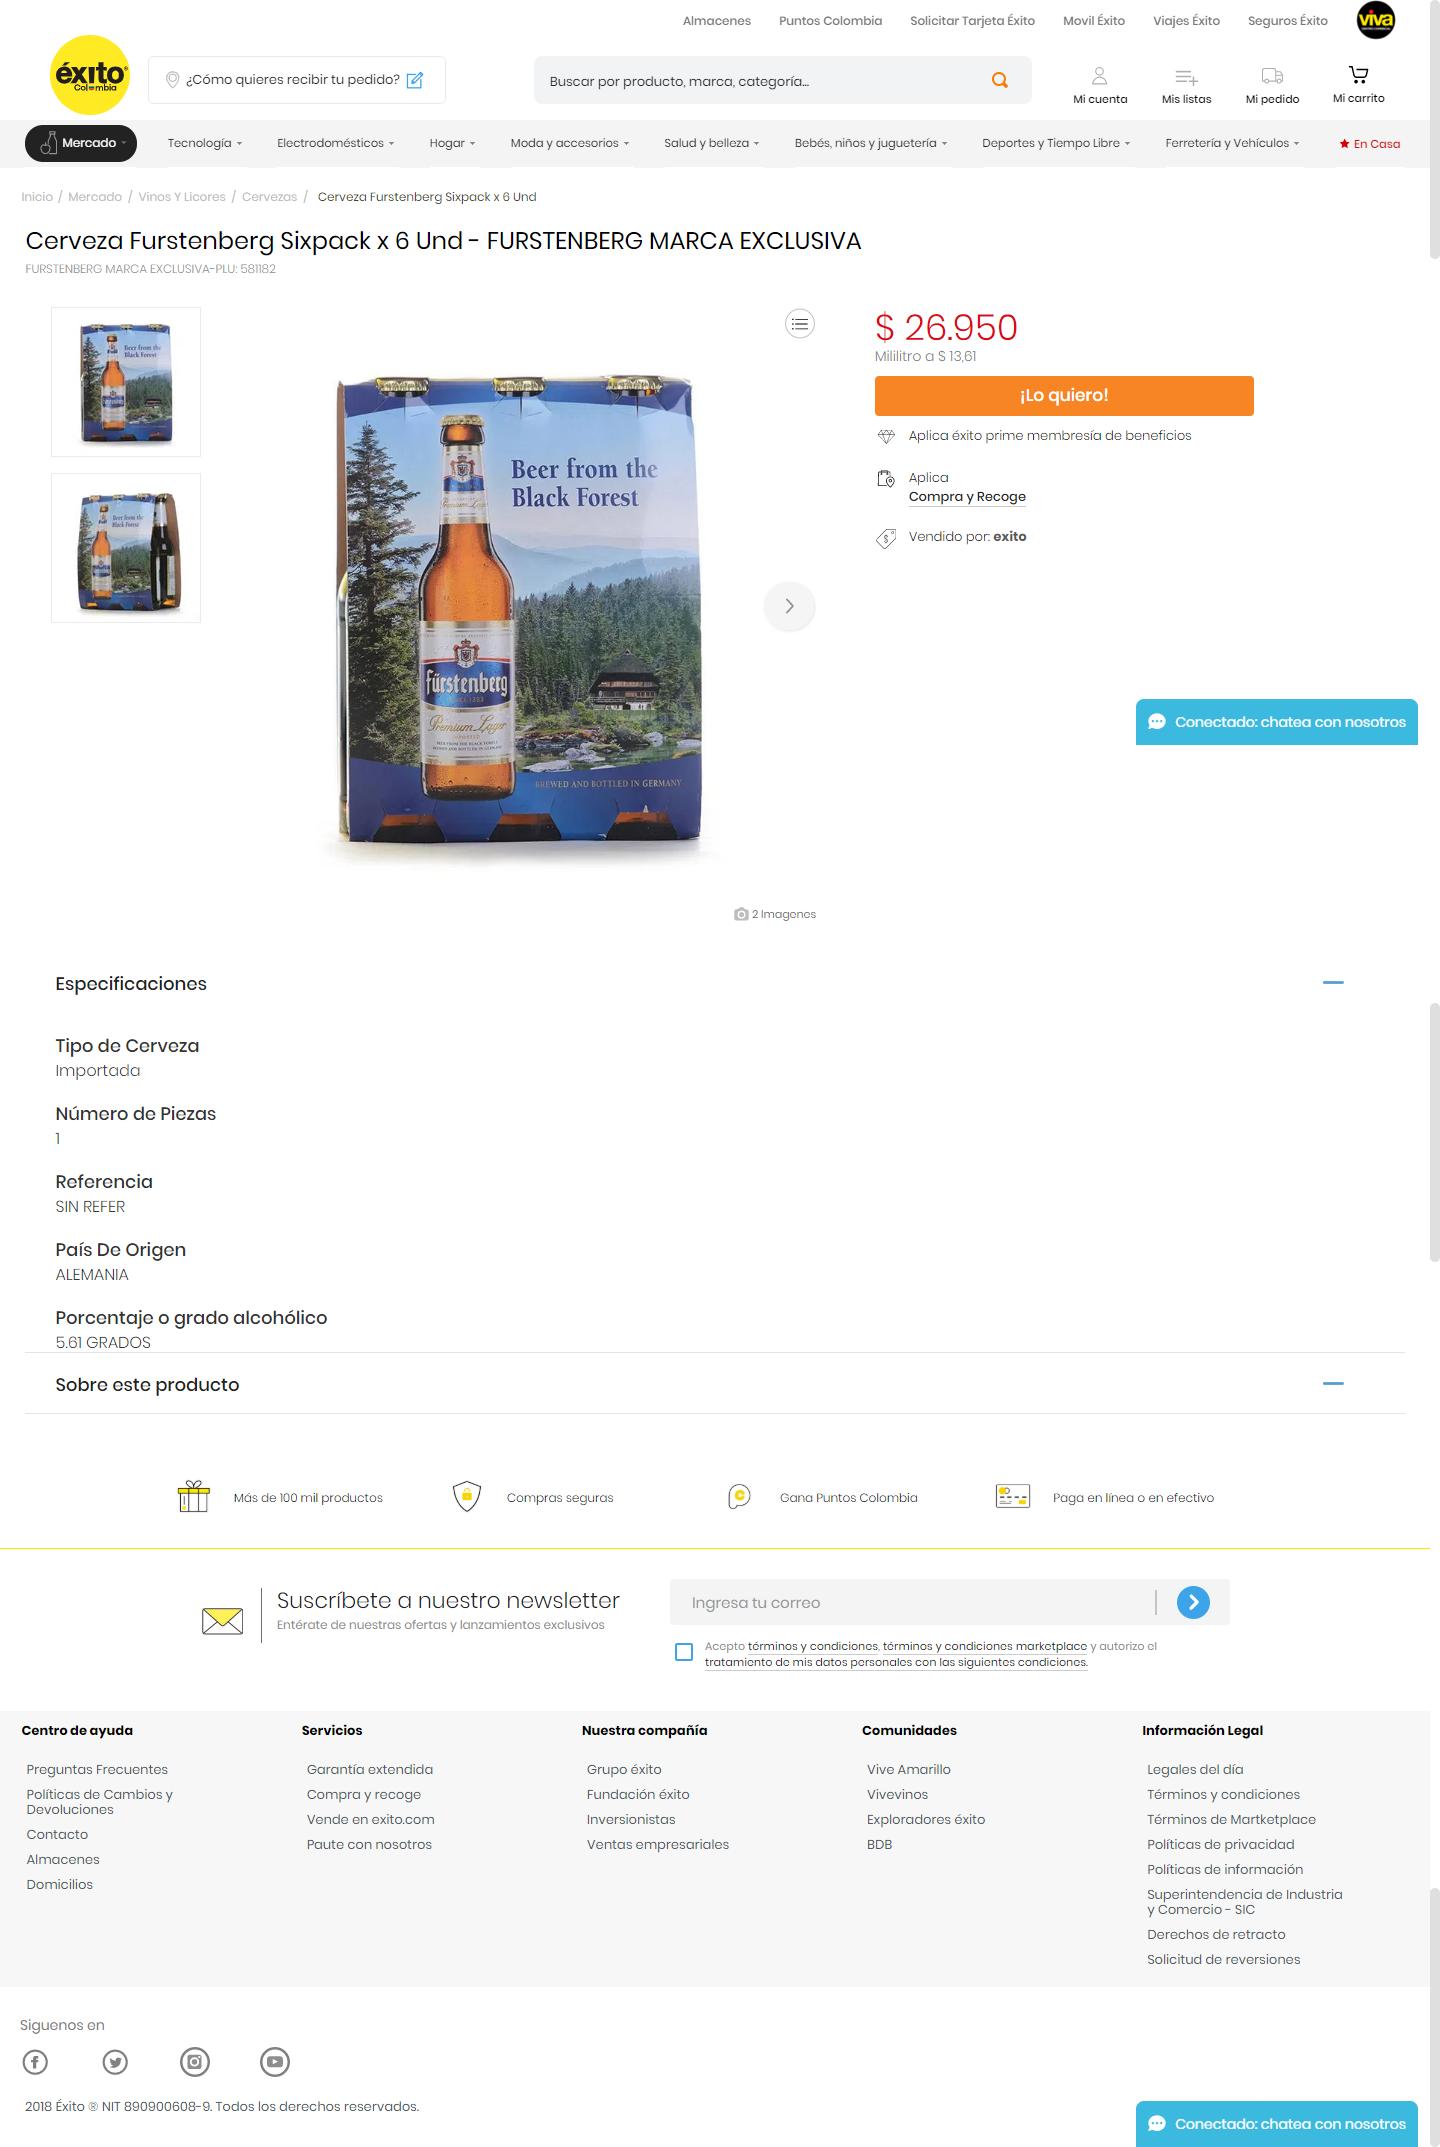 Almacenes
Puntos Colombia
Solicitar Tarjeta Éxito
Movil Éxito
Viajes Éxito
Seguros Éxito
viva
éxito
Colombia
¿Cómo quieres recibir tu pedido?
Buscar por producto, marca, categoría...
Mi cuenta
Mis listas
Mi pedido
Mi carrito
Mercado
Tecnología
Electrodomésticos
Hogar
Moda y accesorios
Salud y belleza
Bebés, niños y juguetería
Deportes y Tiempo Libre
Ferretería y Vehículos
En Casa
Inicio / Mercado / Vinos Y Licores / Cervezas / Cerveza Furstenberg Sixpack x 6 Und
Cerveza Furstenberg Sixpack x 6 Und - FURSTENBERG MARCA EXCLUSIVA
FURSTENBERG MARCA EXCLUSIVA-PLU: 581182
Beer from the
Black Forest
Beer from the
Black Forest
Beer from the
Black Forest
Fürstenberg
Premium Lager
BREWED AND BOTTLED IN GERMANY
$ 26.950
Mililitro a $ 13,61
¡Lo quiero!
Aplica éxito prime membresía de beneficios
Aplica
Compra y Recoge
Vendido por: exito
Conectado: chatea con nosotros
2 Imagenes
Especificaciones
Tipo de Cerveza
Importada
Número de Piezas
1
Referencia
SIN REFER
País De Origen
ALEMANIA
Porcentaje o grado alcohólico
5.61 GRADOS
Sobre este producto
Más de 100 mil productos
Compras seguras
Gana Puntos Colombia
Paga en línea o en efectivo
Suscríbete a nuestro newsletter
Entérate de nuestras ofertas y lanzamientos exclusivos
Ingresa tu correo
Acepto términos y condiciones, términos y condiciones marketplace y autorizo el
tratamiento de mis datos personales con las siguientes condiciones.
Centro de ayuda
Preguntas Frecuentes
Políticas de Cambios y
Devoluciones
Contacto
Almacenes
Domicilios
Servicios
Garantía extendida
Compra y recoge
Vende en exito.com
Paute con nosotros
Nuestra compañía
Grupo éxito
Fundación éxito
Inversionistas
Ventas empresariales
Comunidades
Vive Amarillo
Vivevinos
Exploradores éxito
BDB
Información Legal
Legales del día
Términos y condiciones
Términos de Martketplace
Políticas de privacidad
Políticas de información
Superintendencia de Industria
y Comercio - SIC
Derechos de retracto
Solicitud de reversiones
Siguenos en
2018 Éxito ® NIT 890900608-9. Todos los derechos reservados.
Conectado: chatea con nosotros